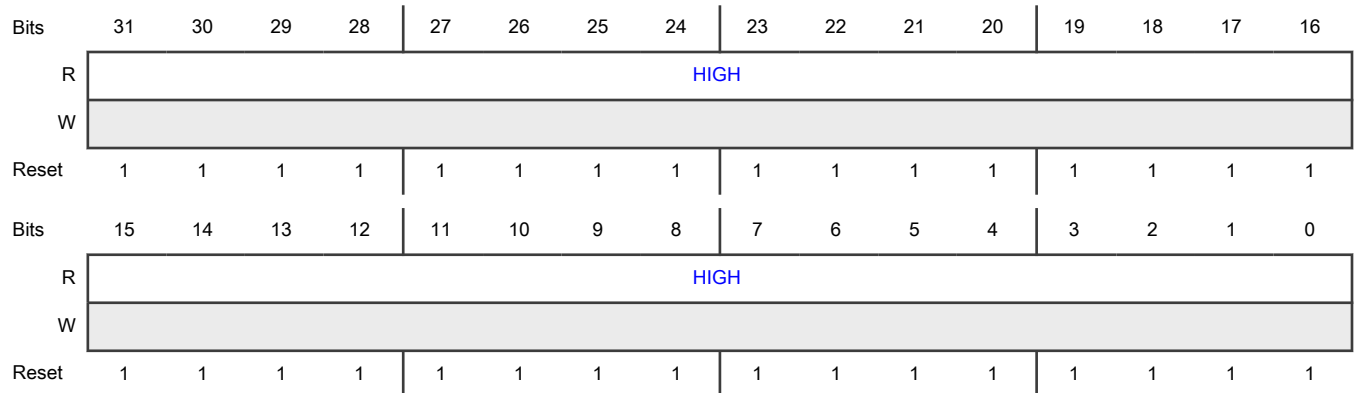 Bits 31 30 29 28 27 26 25 24 23 22 21 20 19 18 17 16
R HIGH
W
Reset 1 1 1 1 1 1 1 1 1 1 1 1 1 1 1 1
Bits 15 14 13 12 11 10 9 8 7 6 5 4 3 2 1 0
R HIGH
W
Reset 1 1 1 1 1 1 1 1 1 1 1 1 1 1 1 1